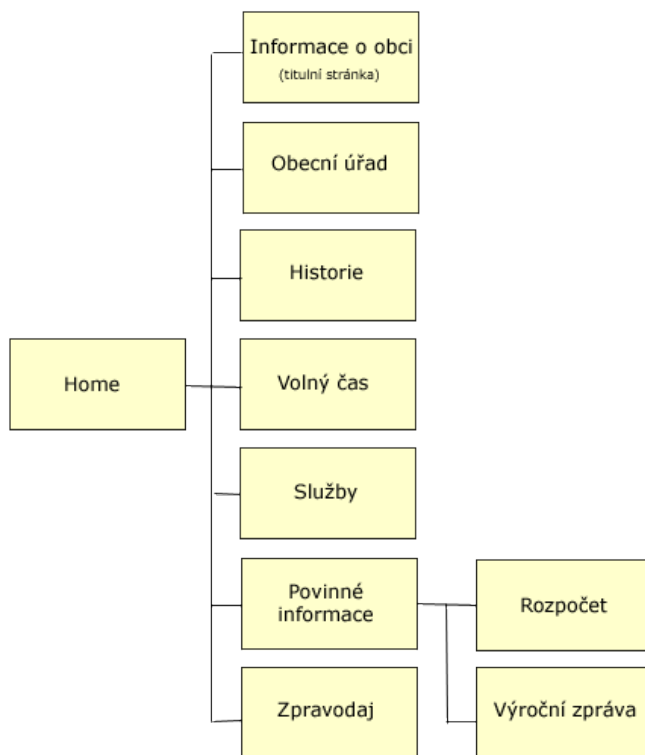 Informace o obci
(titulní stránka)
Obecní úřad
Historie
Home
Volný čas
Služby
Povinné
informace
Rozpočet
Zpravodaj
Výroční zpráva